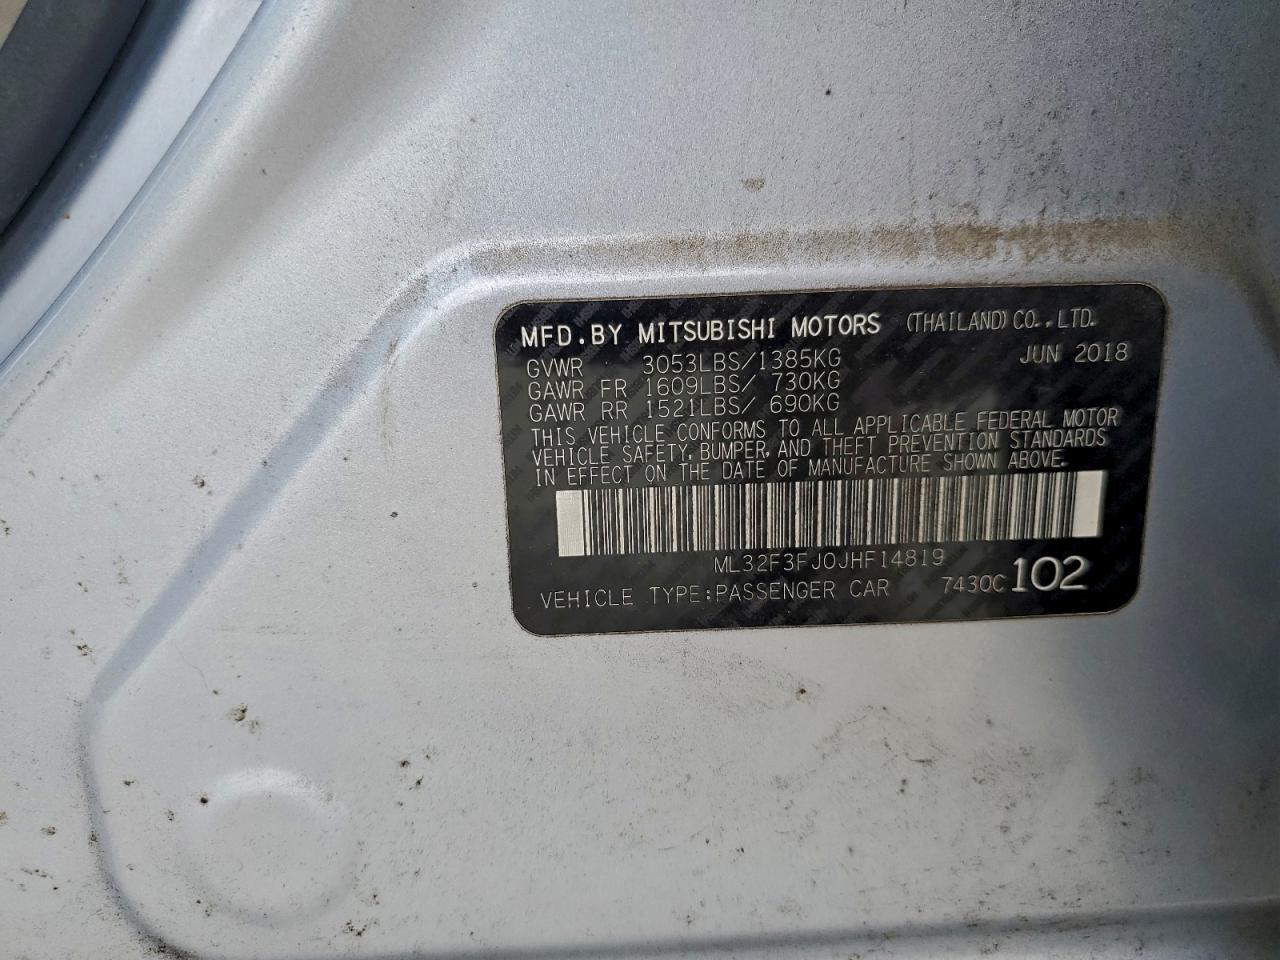 MFD.BY MITSUBISHI MOTORS (THAILAND) CO.,LTD.
GVWR 3053LBS/1385KG JUN 2018
GAWR FR 1609LBS/ 730KG
GAWR RR 1521LBS/ 690KG
THIS VEHICLE CONFORMS TO ALL APPLICABLE FEDERAL MOTOR
VEHICLE SAFETY, BUMPER, AND THEFT PREVENTION STANDARDS
IN EFFECT ON THE DATE OF MANUFACTURE SHOWN ABOVE.
ML32F3FJ0JHF14819
VEHICLE TYPE:PASSENGER CAR 7430C 102